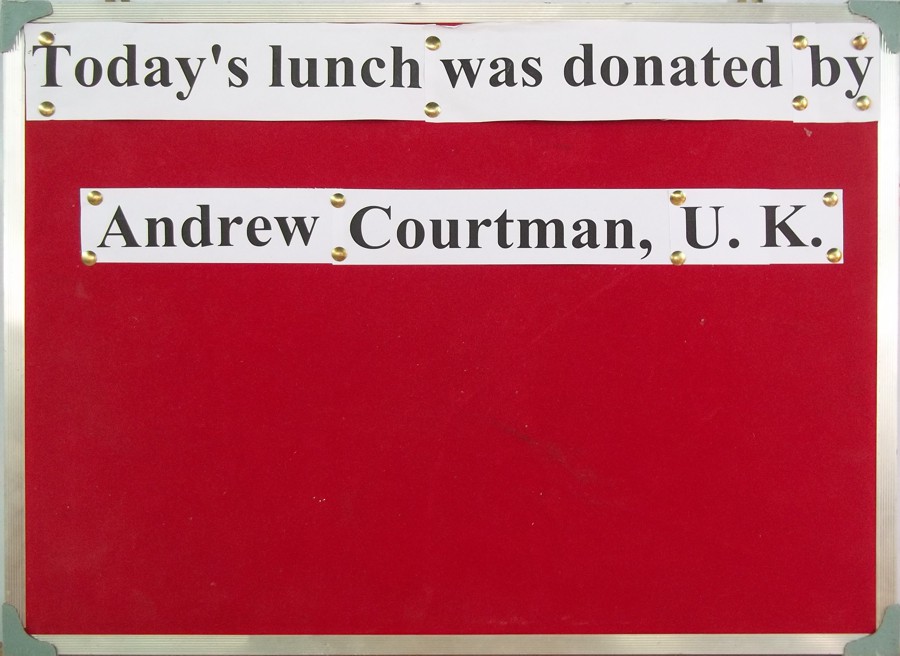 Today's lunch was donated by
Andrew Courtman, U. K.